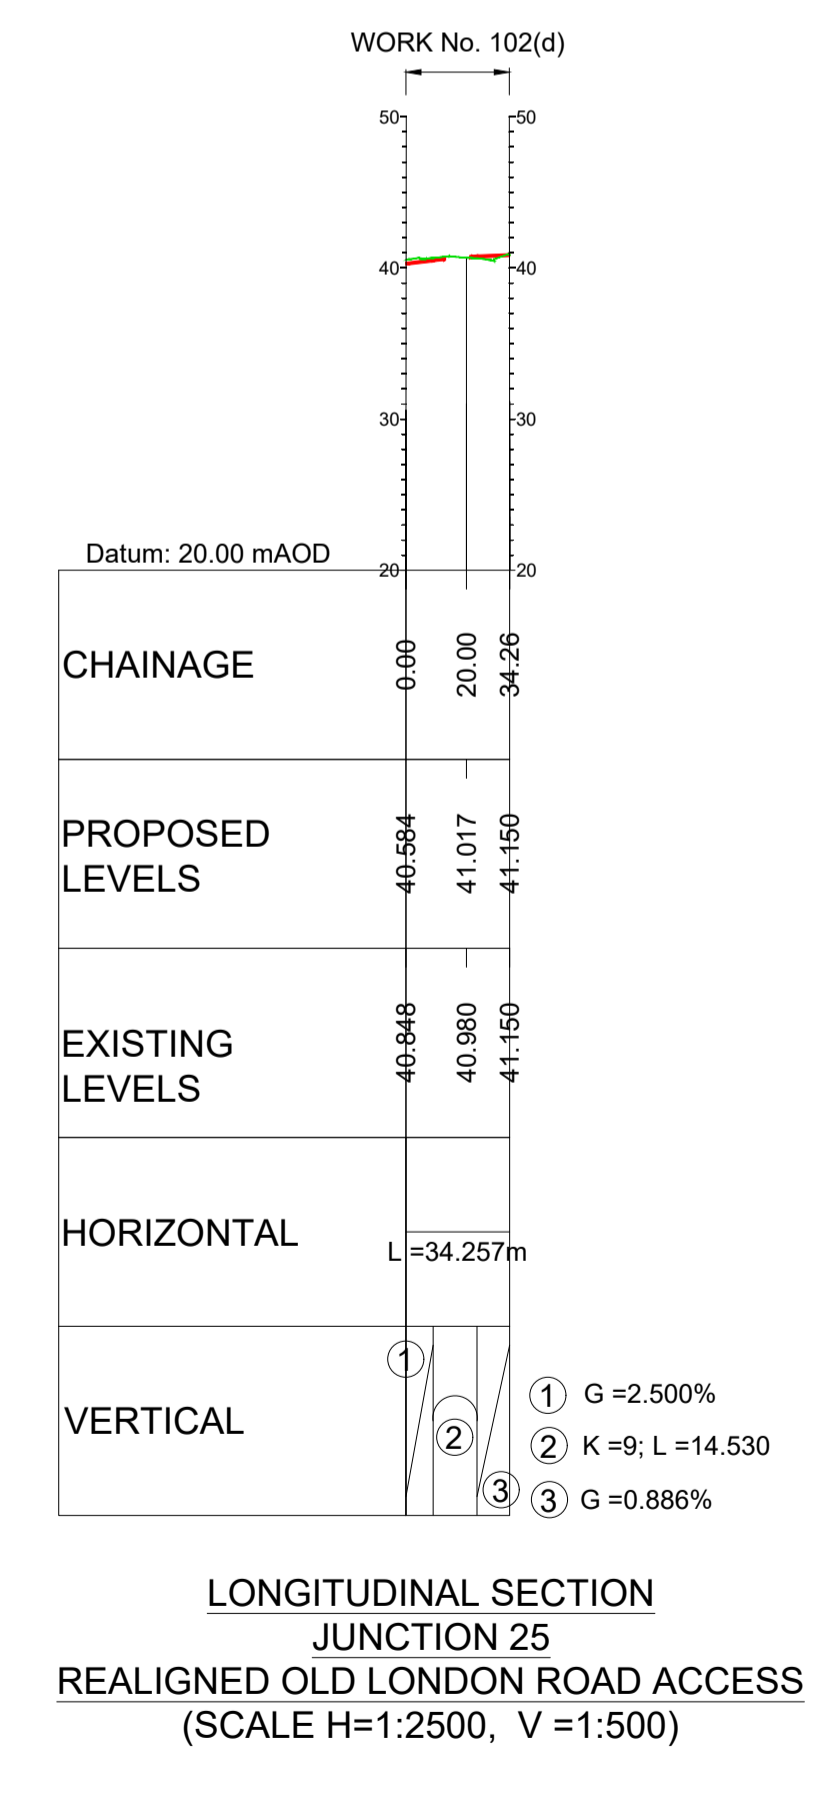 WORK No. 102(d)
50 50
40 40
30 30
Datum: 20.00 mAOD
20 20
CHAINAGE 0.00 20.00 34.26
PROPOSED
LEVELS
40.584 41.017 41.150
EXISTING
LEVELS
40.848 40.980 41.150
HORIZONTAL
L =34.257m
VERTICAL
1 2 3
1 G =2.500%
2 K =9; L =14.530
3 G =0.886%
LONGITUDINAL SECTION
JUNCTION 25
REALIGNED OLD LONDON ROAD ACCESS
(SCALE H=1:2500, V =1:500)